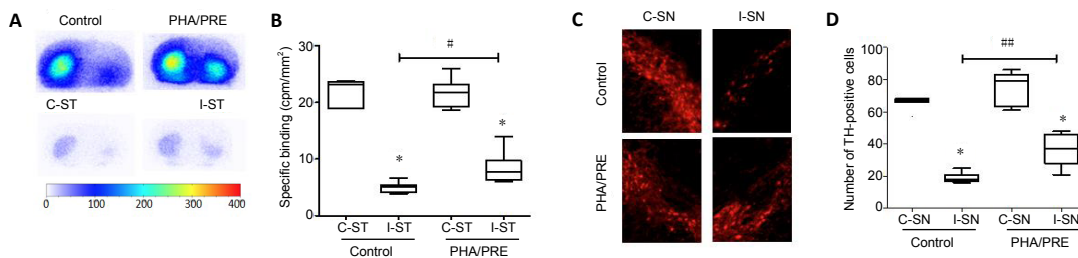 A
Control PHA/PRE
C-ST I-ST
0 100 200 300 400
B
Specific binding (cpm/mm²)
30
20
10
0
#
*
*
C-ST I-ST C-ST I-ST
Control PHA/PRE
C
C-SN I-SN
Control
PHA/PRE
D
Number of TH-positive cells
100
80
60
40
20
0
##
*
*
C-SN I-SN C-SN I-SN
Control PHA/PRE